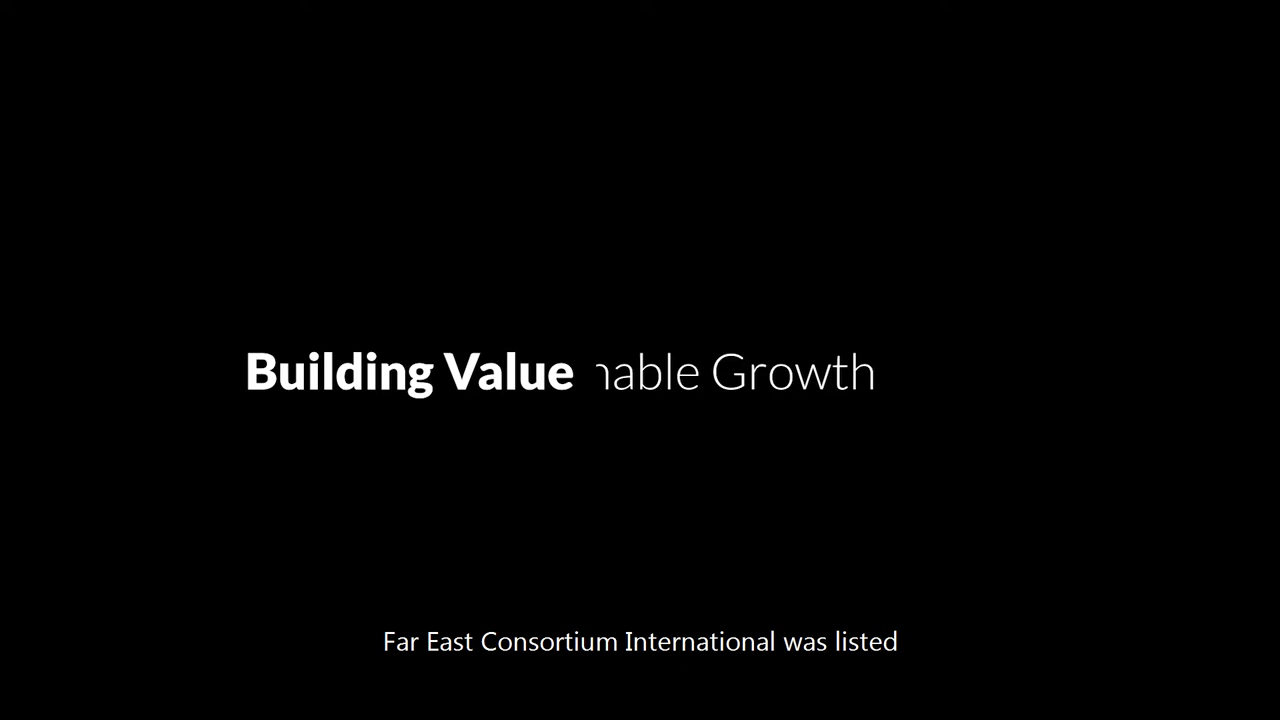 Building Value nable Growth
Far East Consortium International was listed